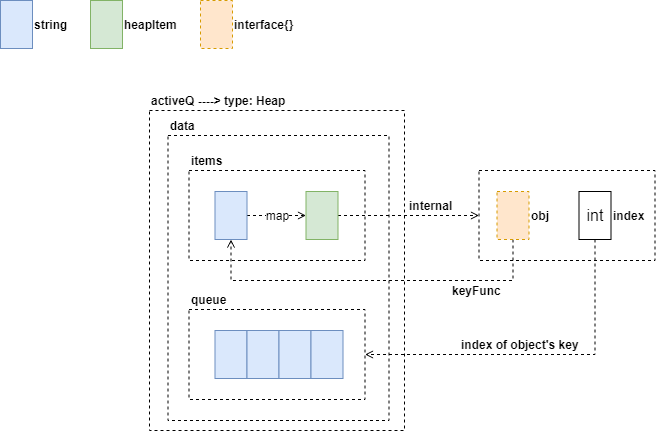 string
heapItem
interface{}
activeQ ----> type: Heap
data
items
map
internal
obj
int
index
keyFunc
queue
index of object's key